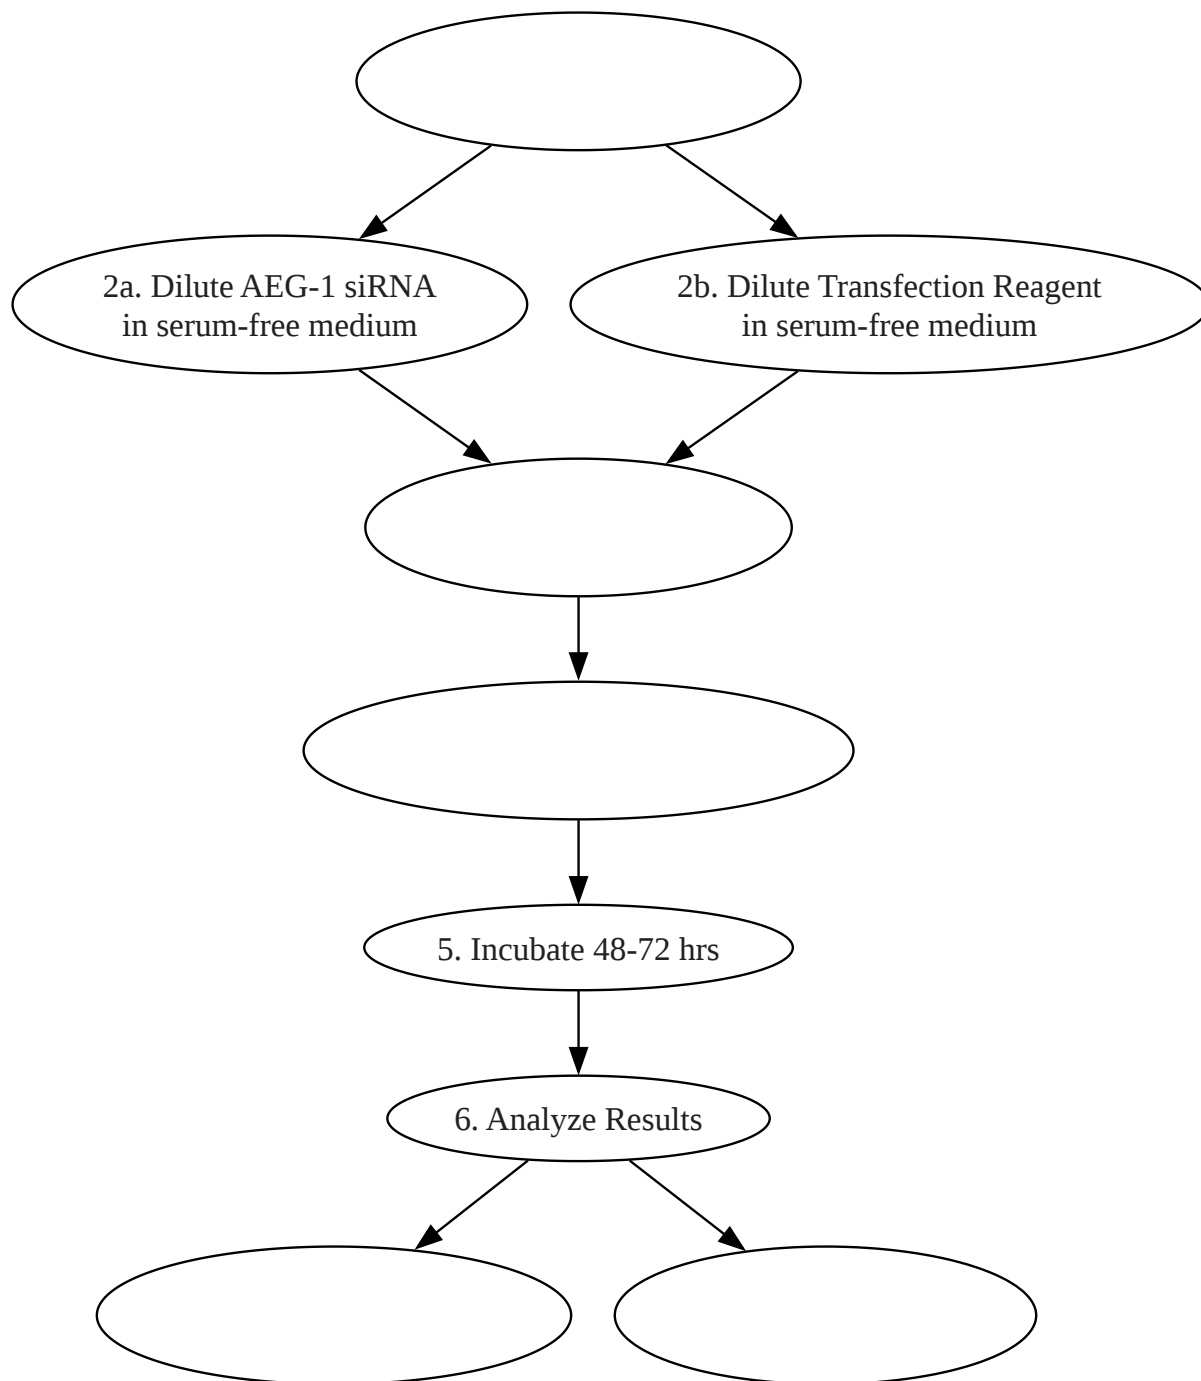 2a. Dilute AEG-1 siRNA
in serum-free medium
2b. Dilute Transfection Reagent
in serum-free medium
5. Incubate 48-72 hrs
6. Analyze Results